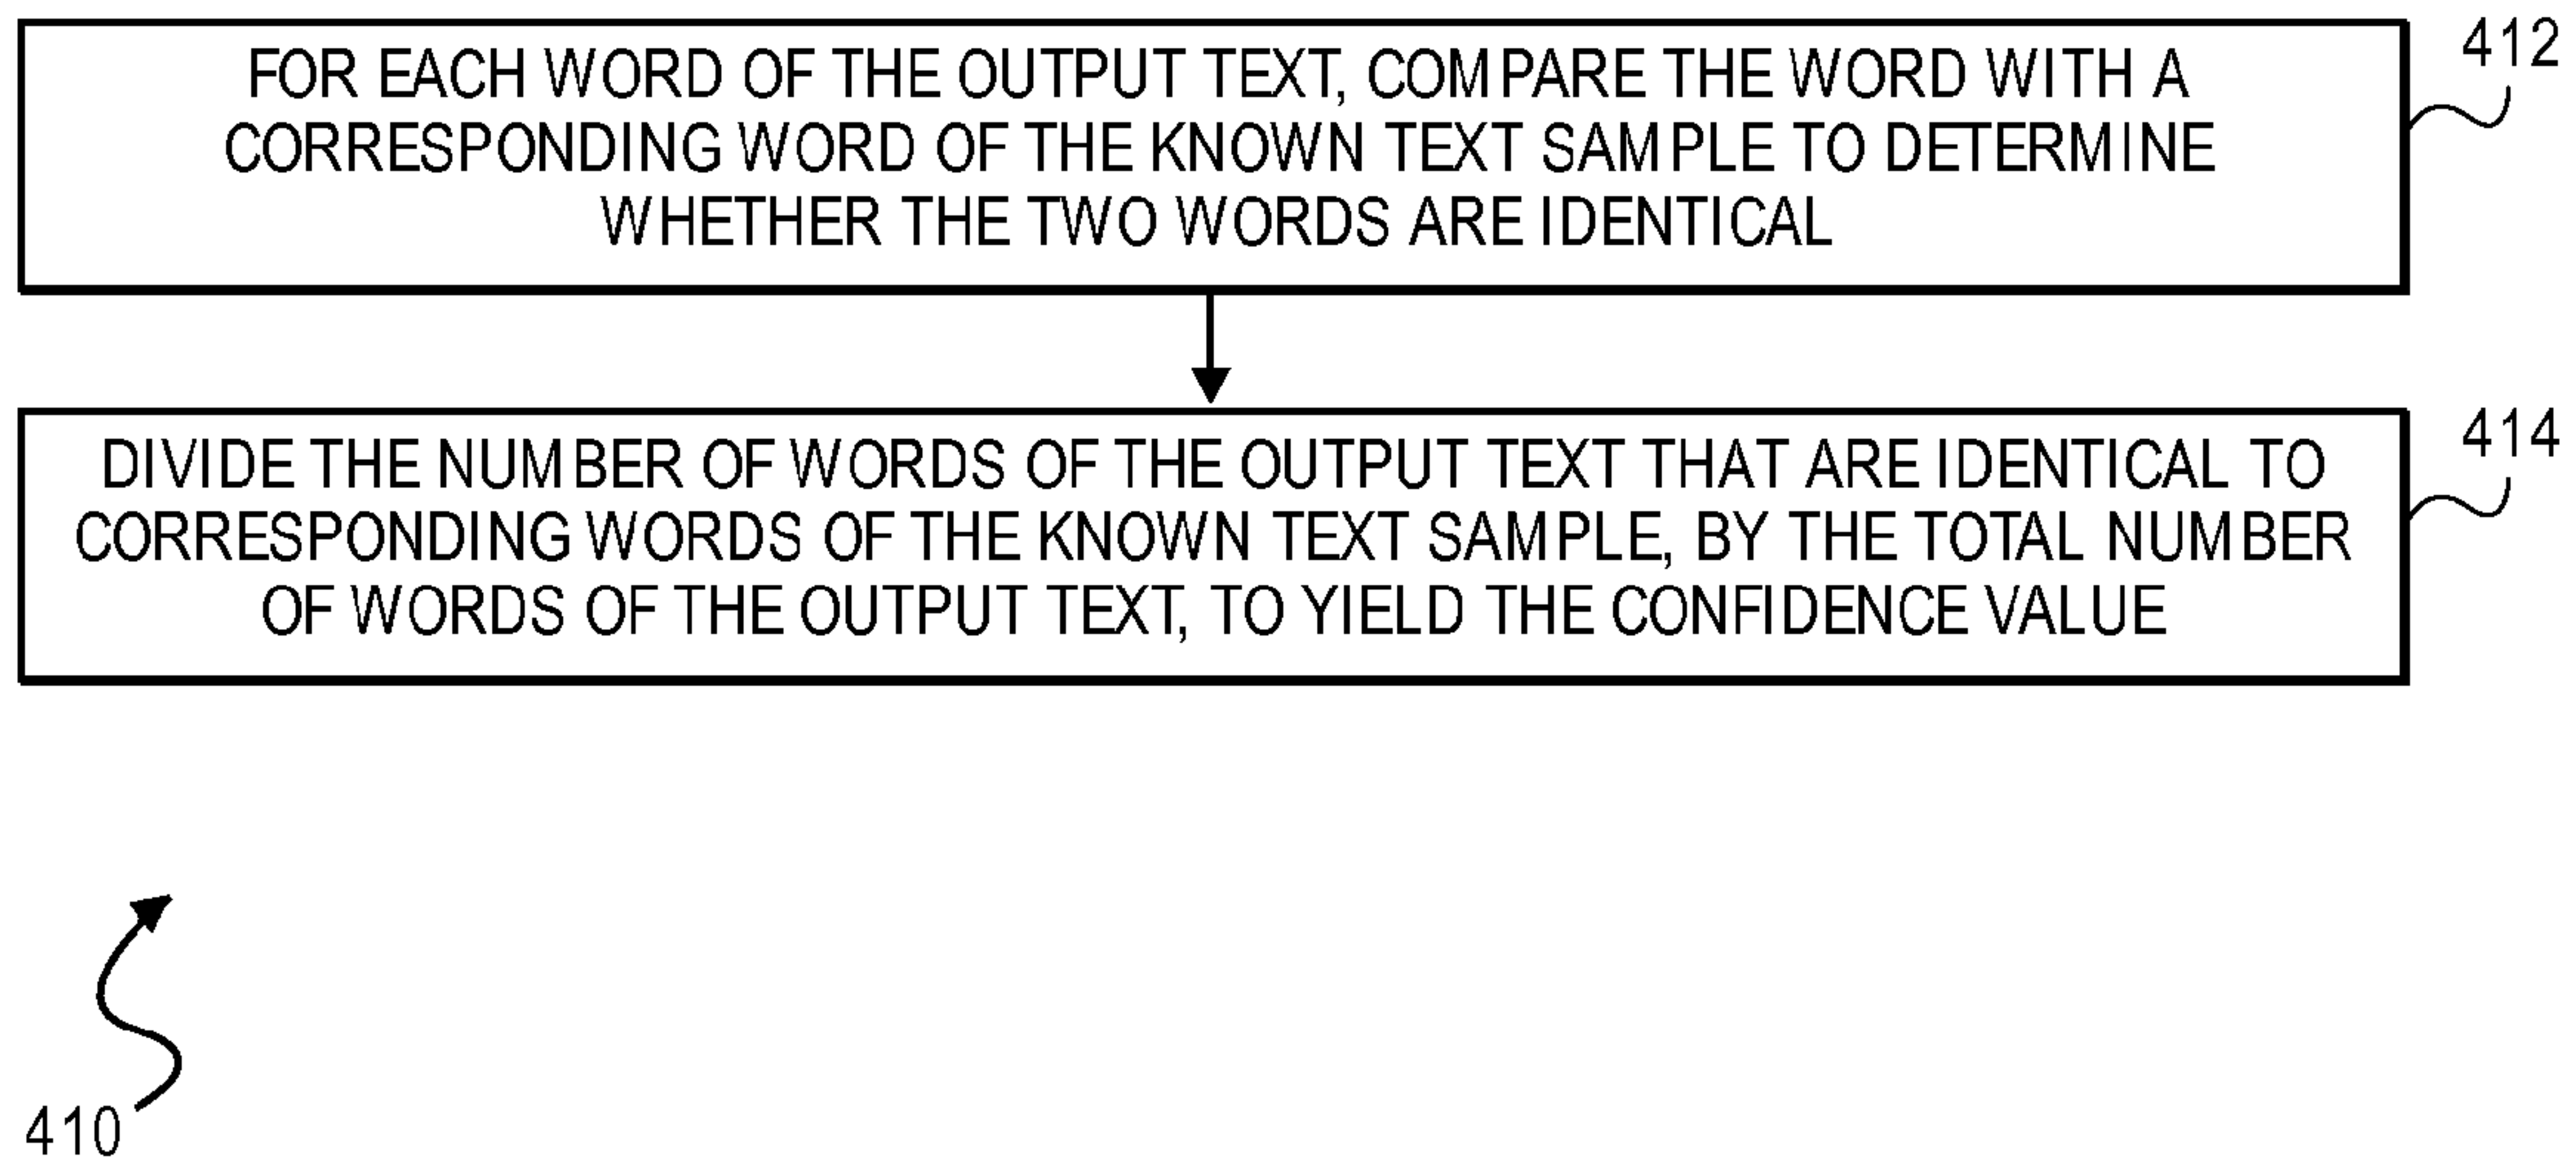 FOR EACH WORD OF THE OUTPUT TEXT, COMPARE THE WORD WITH A
CORRESPONDING WORD OF THE KNOWN TEXT SAMPLE TO DETERMINE
WHETHER THE TWO WORDS ARE IDENTICAL
412
DIVIDE THE NUMBER OF WORDS OF THE OUTPUT TEXT THAT ARE IDENTICAL TO
CORRESPONDING WORDS OF THE KNOWN TEXT SAMPLE, BY THE TOTAL NUMBER
OF WORDS OF THE OUTPUT TEXT, TO YIELD THE CONFIDENCE VALUE
414
410